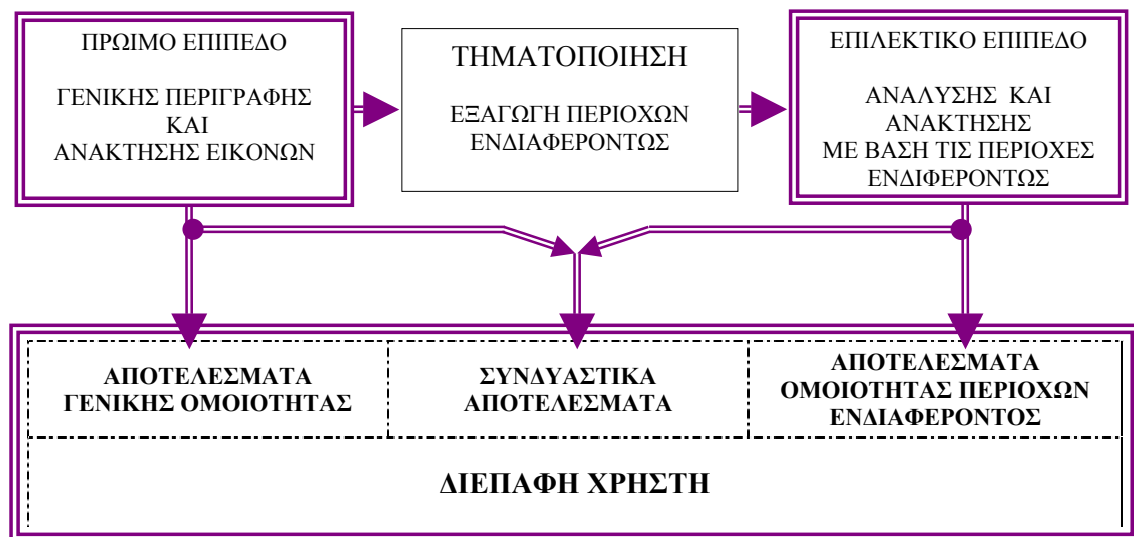 ΠΡΩΙΜΟ ΕΠΙΠΕΔΟ
ΓΕΝΙΚΗΣ ΠΕΡΙΓΡΑΦΗΣ
ΚΑΙ
ΑΝΑΚΤΗΣΗΣ ΕΙΚΟΝΩΝ
ΤΗΜΑΤΟΠΟΙΗΣΗ
ΕΞΑΓΩΓΗ ΠΕΡΙΟΧΩΝ
ΕΝΔΙΑΦΕΡΟΝΤΩΣ
ΕΠΙΛΕΚΤΙΚΟ ΕΠΙΠΕΔΟ
ΑΝΑΛΥΣΗΣ ΚΑΙ
ΑΝΑΚΤΗΣΗΣ
ΜΕ ΒΑΣΗ ΤΙΣ ΠΕΡΙΟΧΕΣ
ΕΝΔΙΦΕΡΟΝΤΩΣ
ΑΠΟΤΕΛΕΣΜΑΤΑ
ΓΕΝΙΚΗΣ ΟΜΟΙΟΤΗΤΑΣ
ΣΥΝΔΥΑΣΤΙΚΑ
ΑΠΟΤΕΛΕΣΜΑΤΑ
ΑΠΟΤΕΛΕΣΜΑΤΑ
ΟΜΟΙΟΤΗΤΑΣ ΠΕΡΙΟΧΩΝ
ΕΝΔΙΑΦΕΡΟΝΤΟΣ
ΔΙΕΠΑΦΗ ΧΡΗΣΤΗ